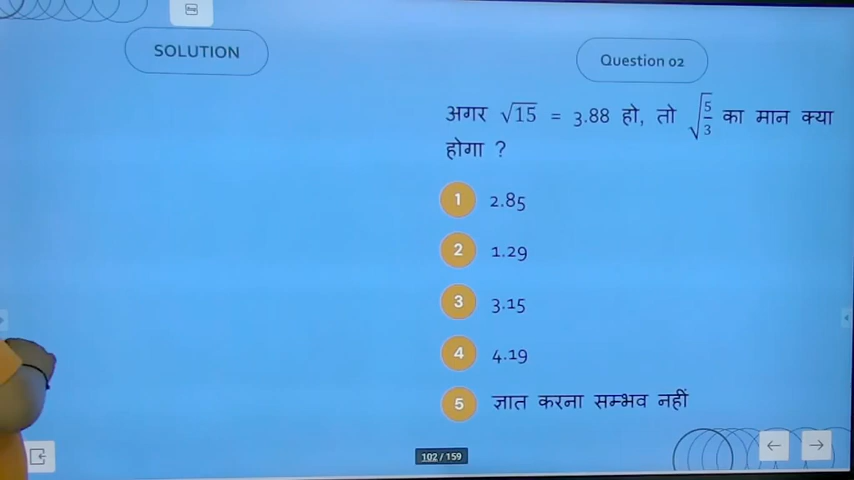 SOLUTION
Question 02
अगर √15 = 3.88 हो, तो √5/3 का मान क्या
होगा ?
1 2.85
2 1.29
3 3.15
4 4.19
5 ज्ञात करना सम्भव नहीं
102 / 159